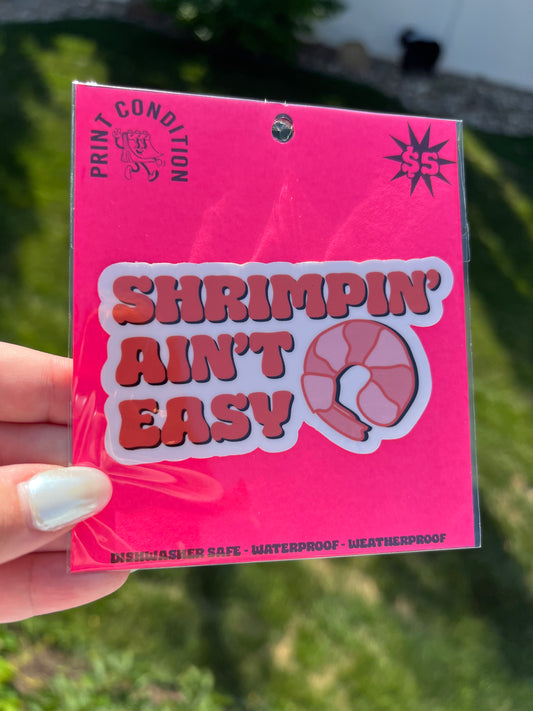 PRINT CONDITION
$5
SHRIMPIN'
AIN'T
EASY
DISHWASHER SAFE - WATERPROOF - WEATHERPROOF